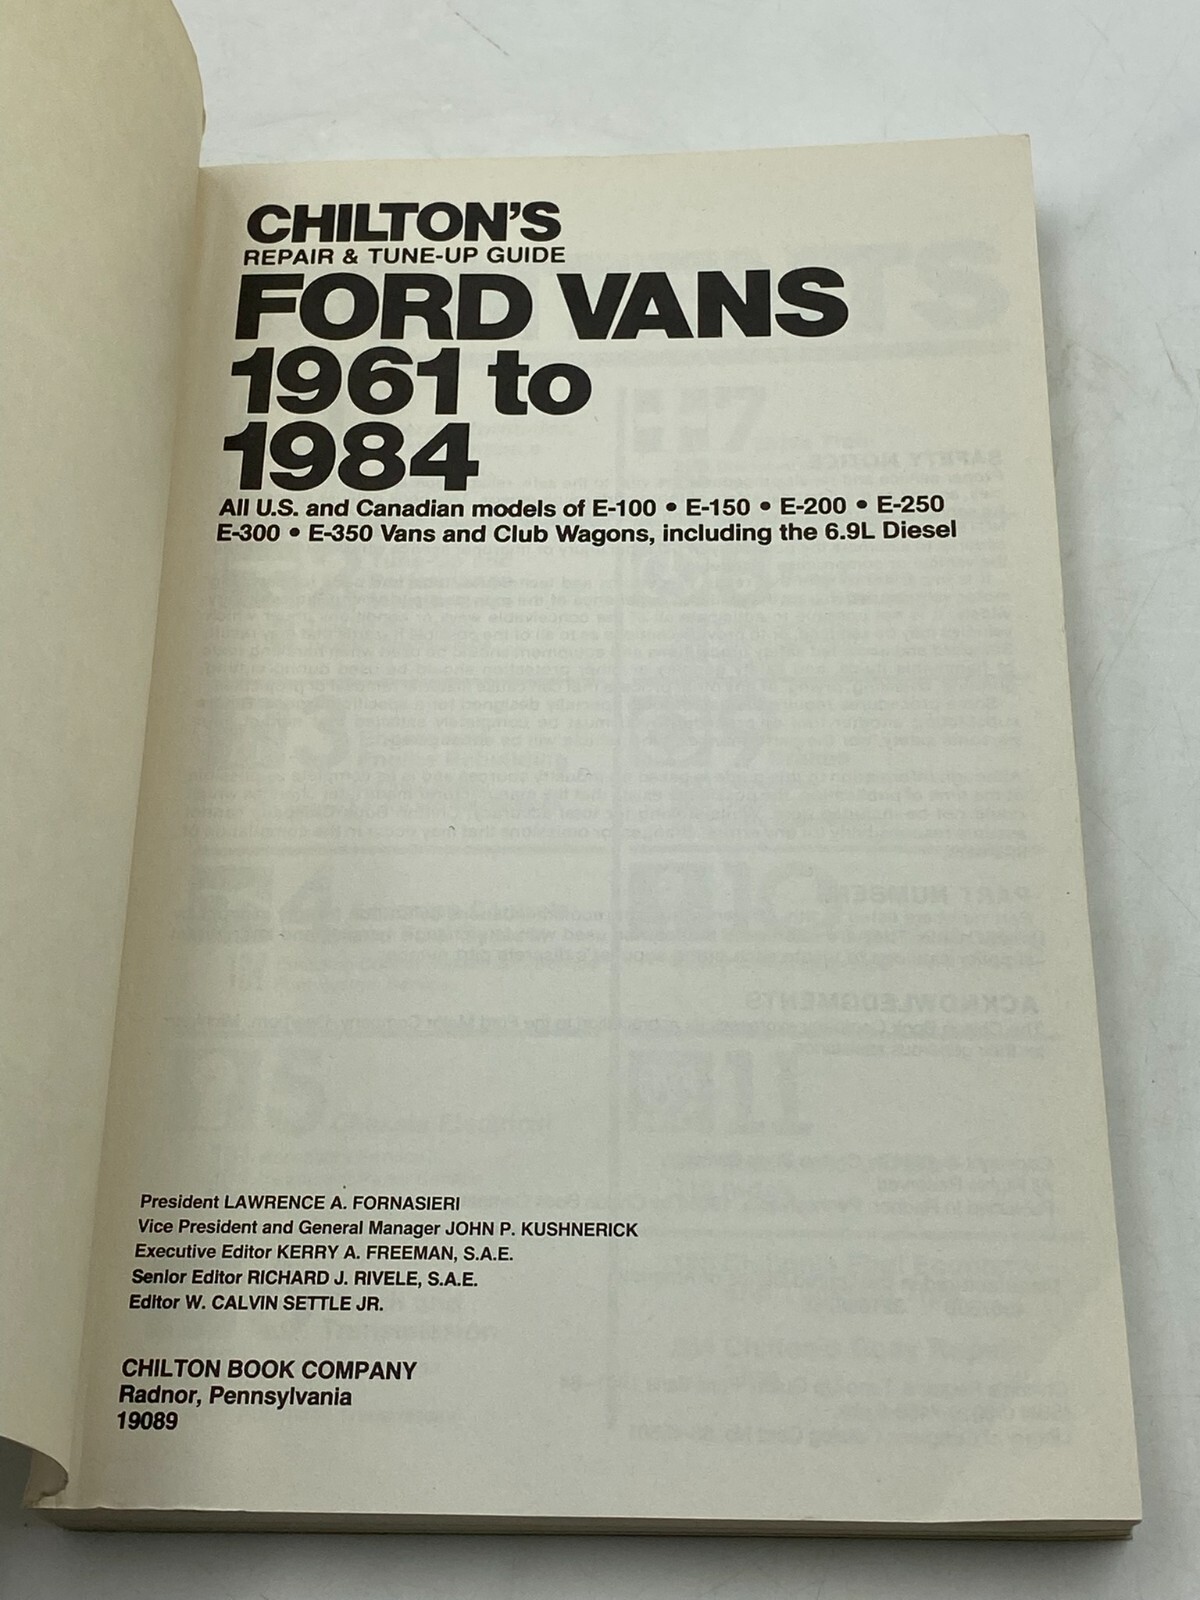 CHILTON'S
REPAIR & TUNE-UP GUIDE
FORD VANS
1961 to
1984
All U.S. and Canadian models of E-100 • E-150 • E-200 • E-250
E-300 • E-350 Vans and Club Wagons, including the 6.9L Diesel
President LAWRENCE A. FORNASIERI
Vice President and General Manager JOHN P. KUSHNERICK
Executive Editor KERRY A. FREEMAN, S.A.E.
Senior Editor RICHARD J. RIVELE, S.A.E.
Editor W. CALVIN SETTLE JR.
CHILTON BOOK COMPANY
Radnor, Pennsylvania
19089